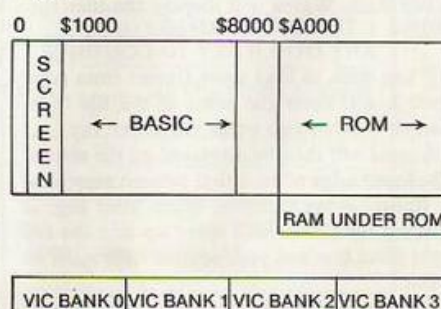 0 $1000 $8000 $A000
SCREEN
← BASIC →
← ROM →
RAM UNDER ROM
VIC BANK 0 VIC BANK 1 VIC BANK 2 VIC BANK 3